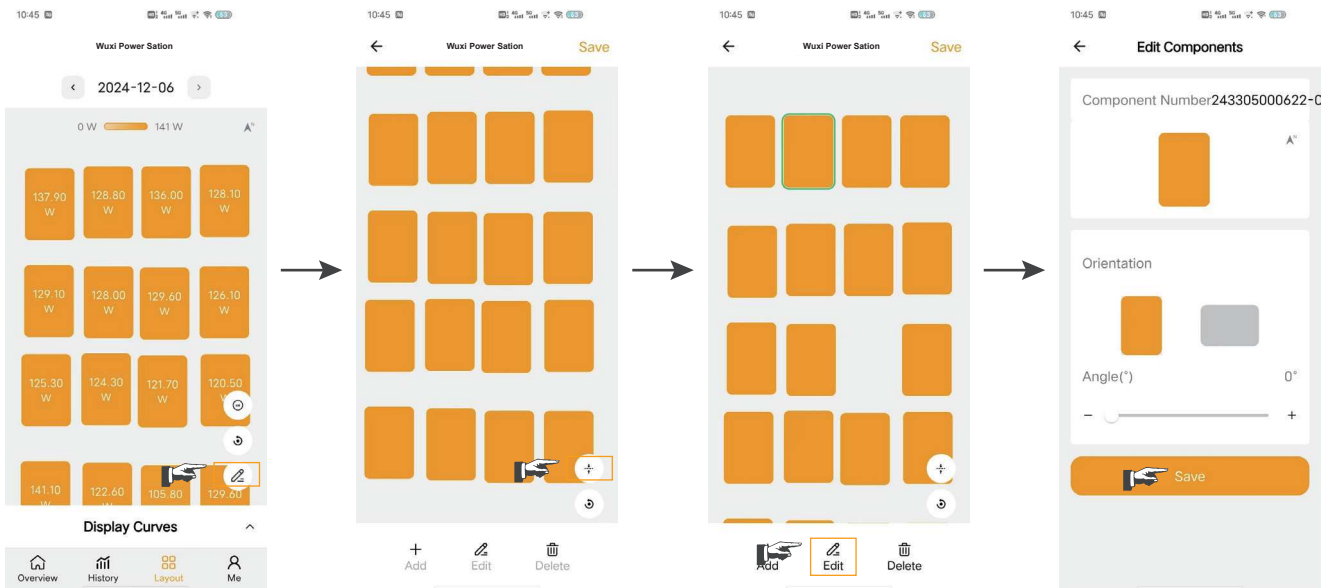 10:45
Wuxi Power Sation
2024-12-06
0 W 141 W
N
137.90
W
128.80
W
136.00
W
128.10
W
129.10
W
128.00
W
129.60
W
126.10
W
125.30
W
124.30
W
121.70
W
120.50
W
141.10
W
122.60
105.80
129.60
Display Curves
Overview
History
Layout
Me
10:45
Wuxi Power Sation
Save
Add
Edit
Delete
10:45
Wuxi Power Sation
Save
Add
Edit
Delete
10:45
Edit Components
Component Number243305000622-0
N
Orientation
Angle(°) 0°
- +
Save